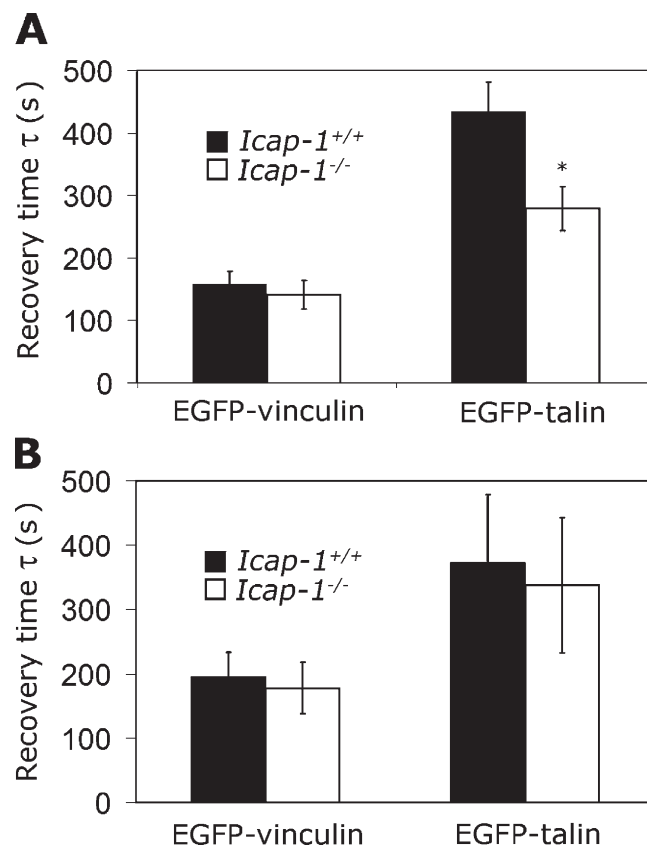 A
Recovery time τ (s)
500
400
300
200
100
0
Icap-1+/+
Icap-1-/-
*
EGFP-vinculin EGFP-talin
B
Recovery time τ (s)
500
400
300
200
100
0
Icap-1+/+
Icap-1-/-
EGFP-vinculin EGFP-talin